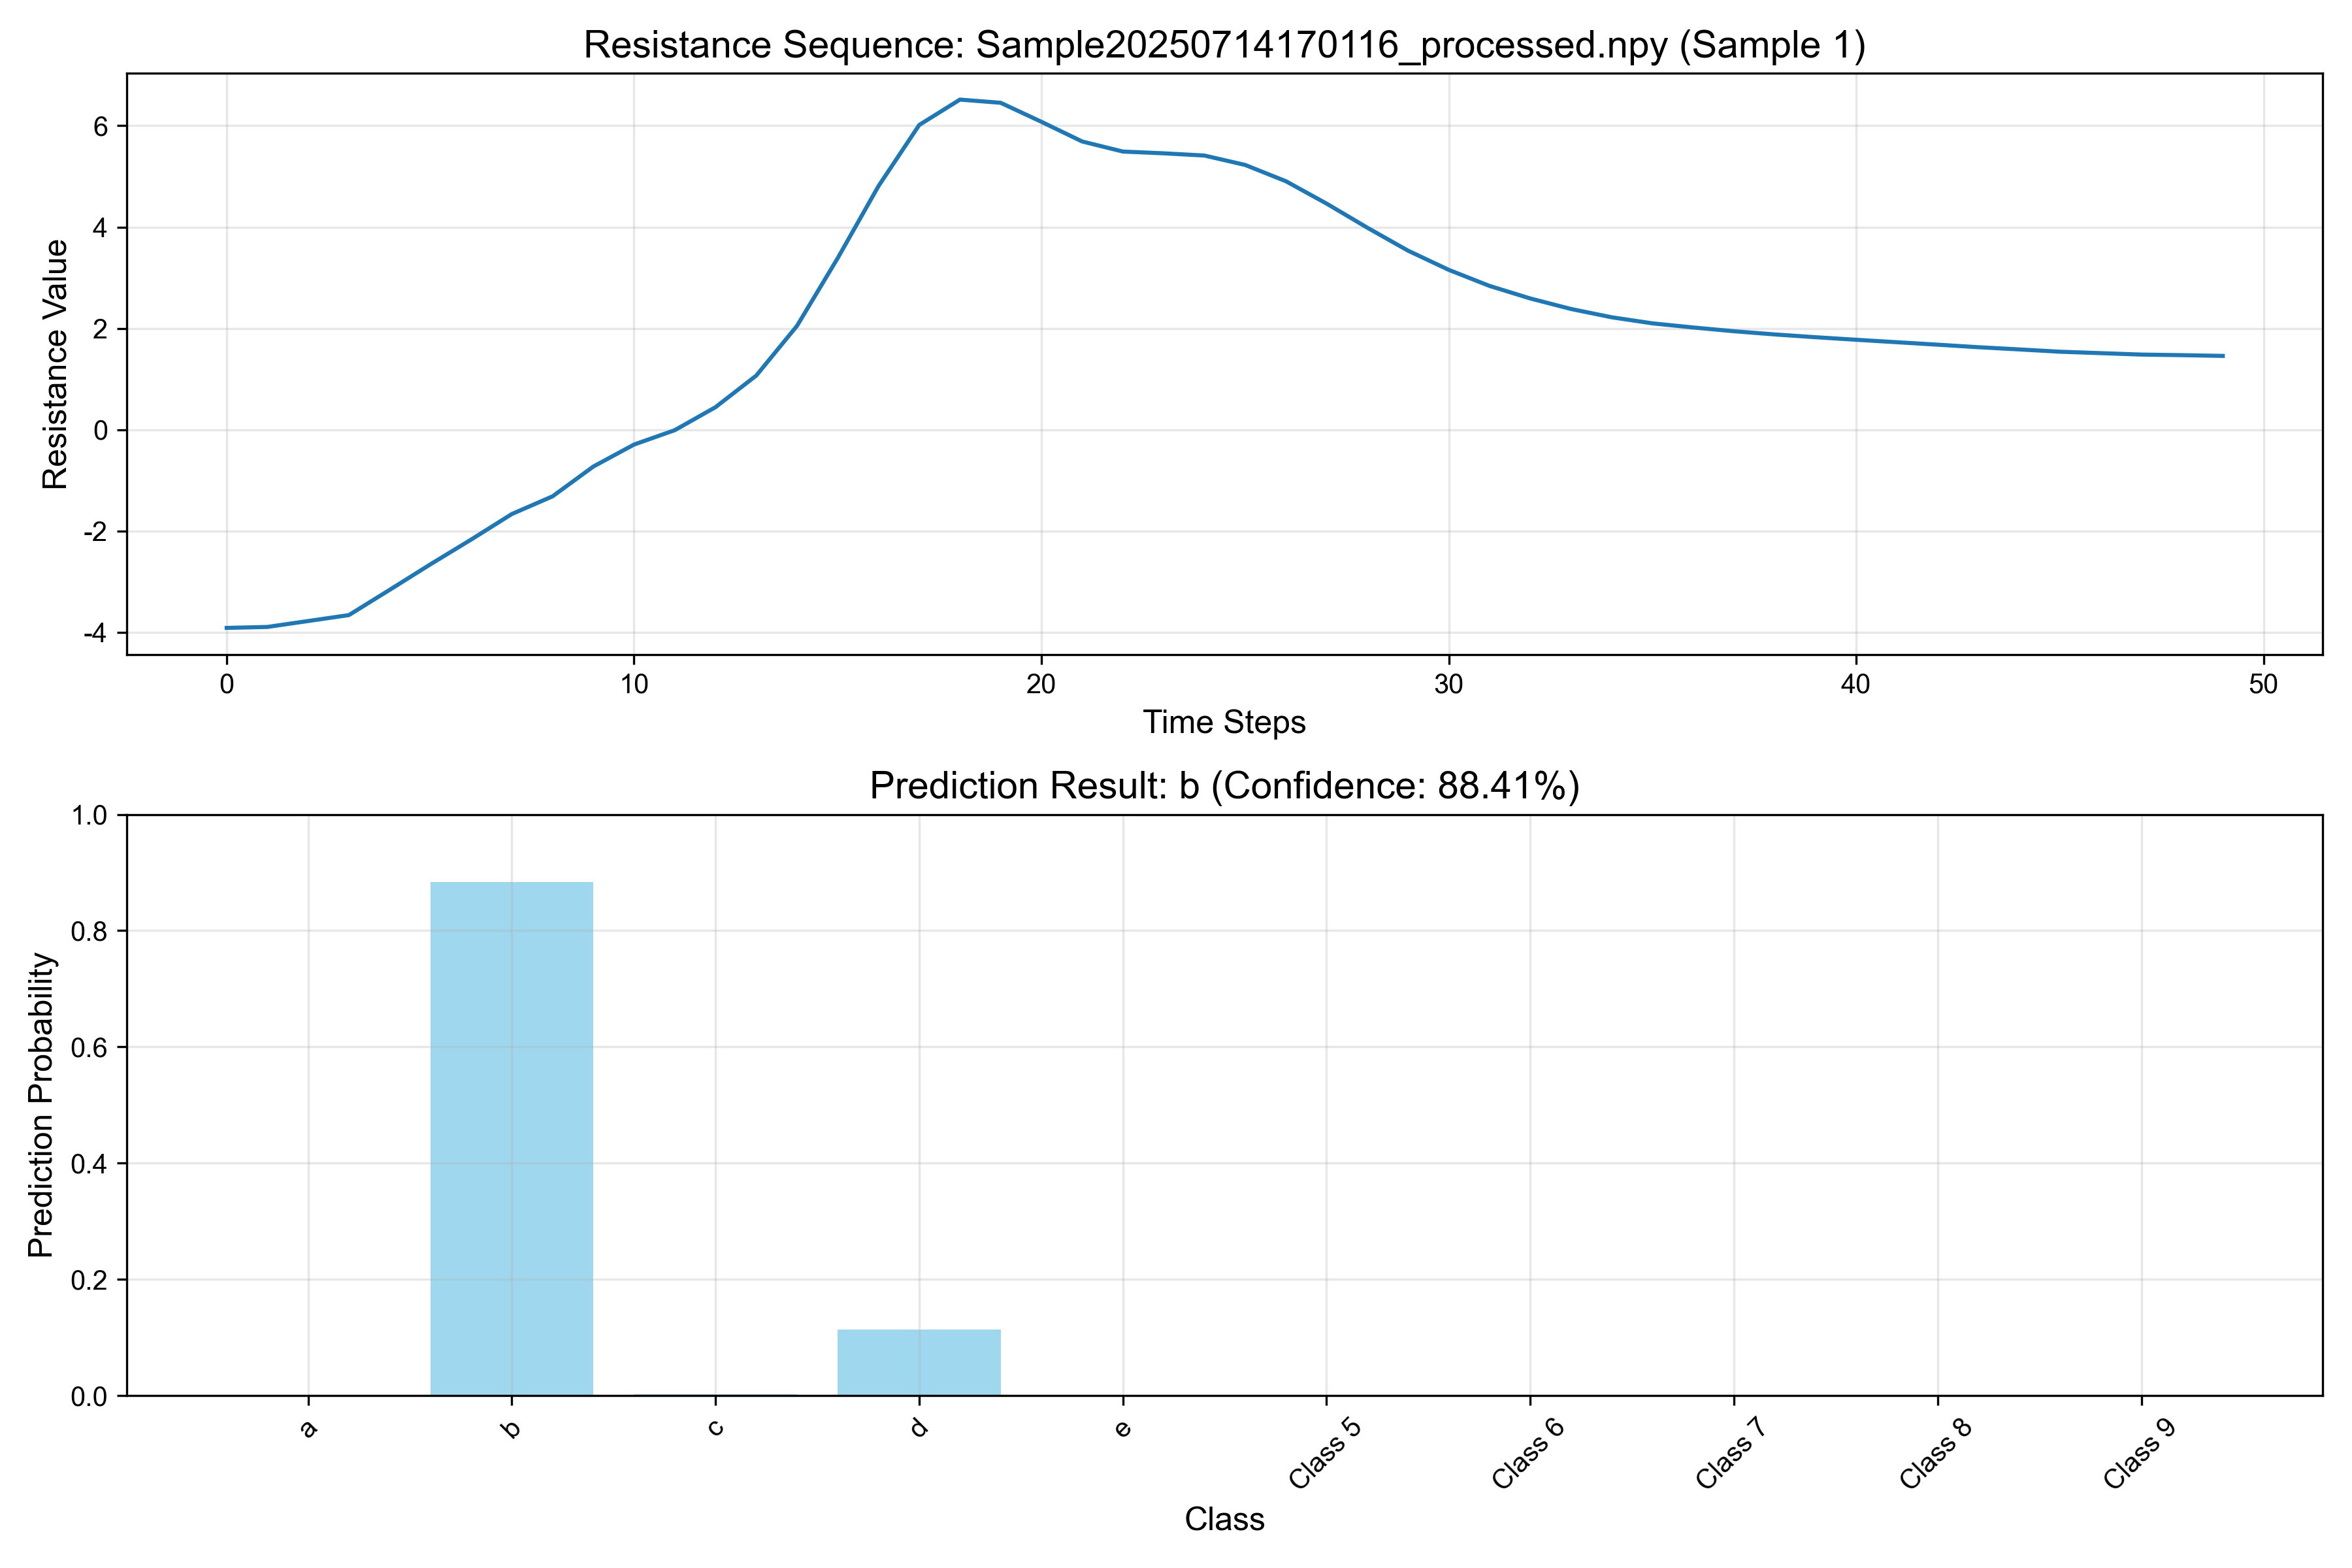 Resistance Sequence: Sample20250714170116_processed.npy (Sample 1)
Resistance Value
6
4
2
0
-2
-4
0 10 20 30 40 50
Time Steps
Prediction Result: b (Confidence: 88.41%)
Prediction Probability
1.0
0.8
0.6
0.4
0.2
0.0
a b c d e Class 5 Class 6 Class 7 Class 8 Class 9
Class